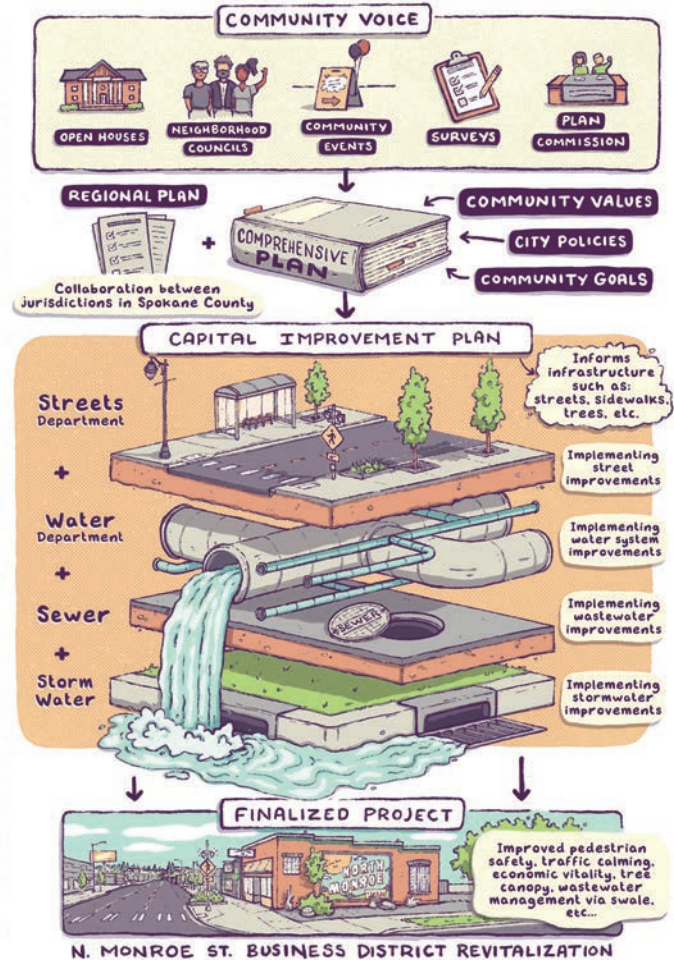 COMMUNITY VOICE
OPEN HOUSES
NEIGHBORHOOD
COUNCILS
COMMUNITY
EVENTS
SURVEYS
PLAN
COMMISSION
REGIONAL PLAN
Collaboration between
jurisdictions in Spokane County
+
COMPREHENSIVE
PLAN
COMMUNITY VALUES
CITY POLICIES
COMMUNITY GOALS
CAPITAL IMPROVEMENT PLAN
Informs
infrastructure
such as:
streets, sidewalks,
trees, etc.
Streets
Department
Implementing
street
improvements
+
Water
Department
Implementing
water system
improvements
+
Sewer
SEWER
Implementing
wastewater
improvements
+
Storm
Water
Implementing
stormwater
improvements
FINALIZED PROJECT
NORTH
MONROE
Improved pedestrian
safety, traffic calming,
economic vitality, tree
canopy, wastewater
management via swale,
etc...
N. MONROE ST. BUSINESS DISTRICT REVITALIZATION